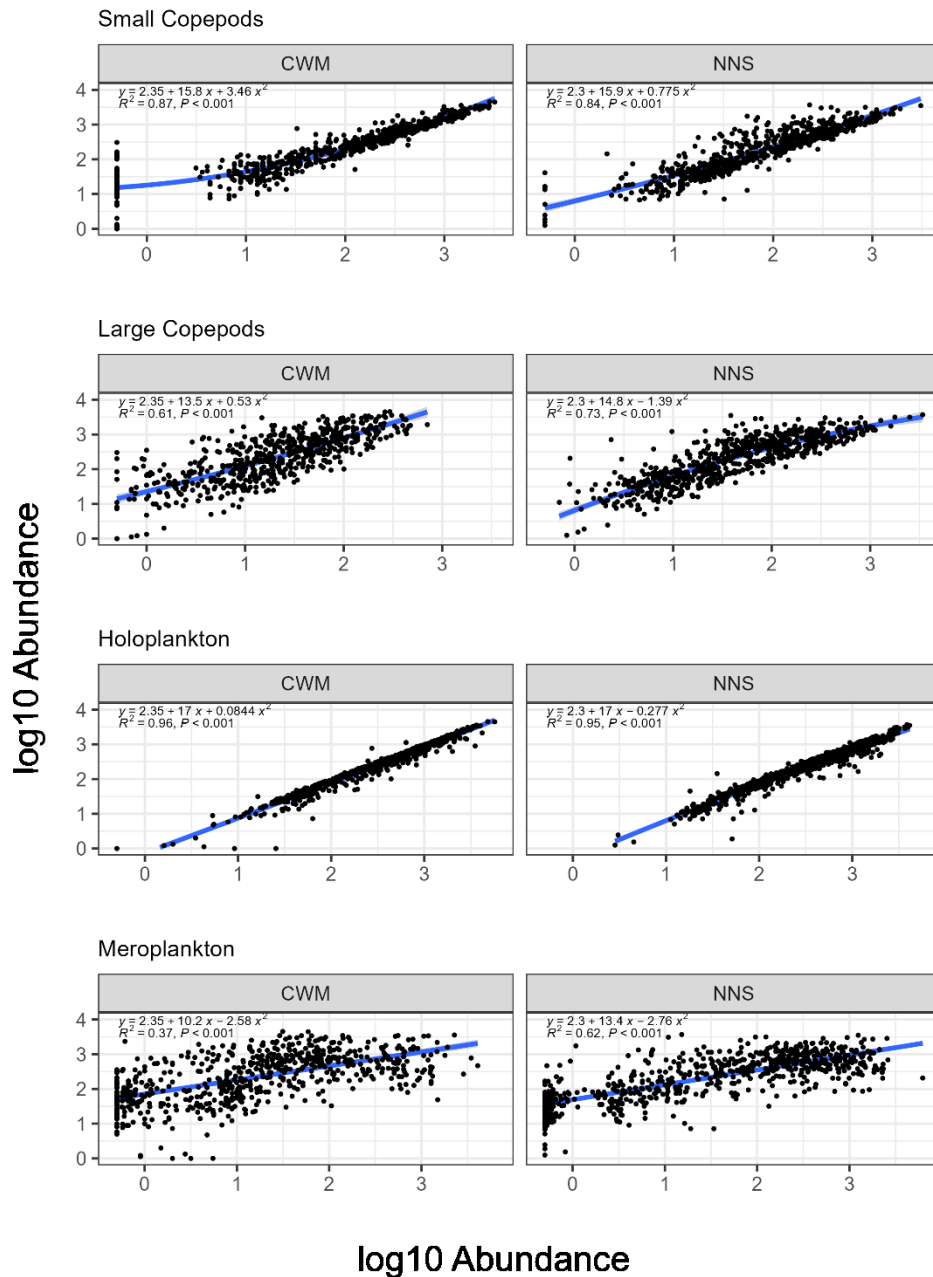 Small Copepods
CWM
NNS
y = 2.35 + 15.8 x + 3.46 x²
R² = 0.87, P < 0.001
y = 2.3 + 15.9 x + 0.775 x²
R² = 0.84, P < 0.001
4
3
2
1
0
0 1 2 3
0 1 2 3
Large Copepods
CWM
NNS
y = 2.35 + 13.5 x + 0.53 x²
R² = 0.61, P < 0.001
y = 2.3 + 14.8 x − 1.39 x²
R² = 0.73, P < 0.001
4
3
2
1
0
0 1 2 3
0 1 2 3
log10 Abundance
Holoplankton
CWM
NNS
y = 2.35 + 17 x + 0.0844 x²
R² = 0.96, P < 0.001
y = 2.3 + 17 x − 0.277 x²
R² = 0.95, P < 0.001
4
3
2
1
0
0 1 2 3
0 1 2 3
Meroplankton
CWM
NNS
y = 2.35 + 10.2 x − 2.58 x²
R² = 0.37, P < 0.001
y = 2.3 + 13.4 x − 2.76 x²
R² = 0.62, P < 0.001
4
3
2
1
0
0 1 2 3
0 1 2 3
log10 Abundance